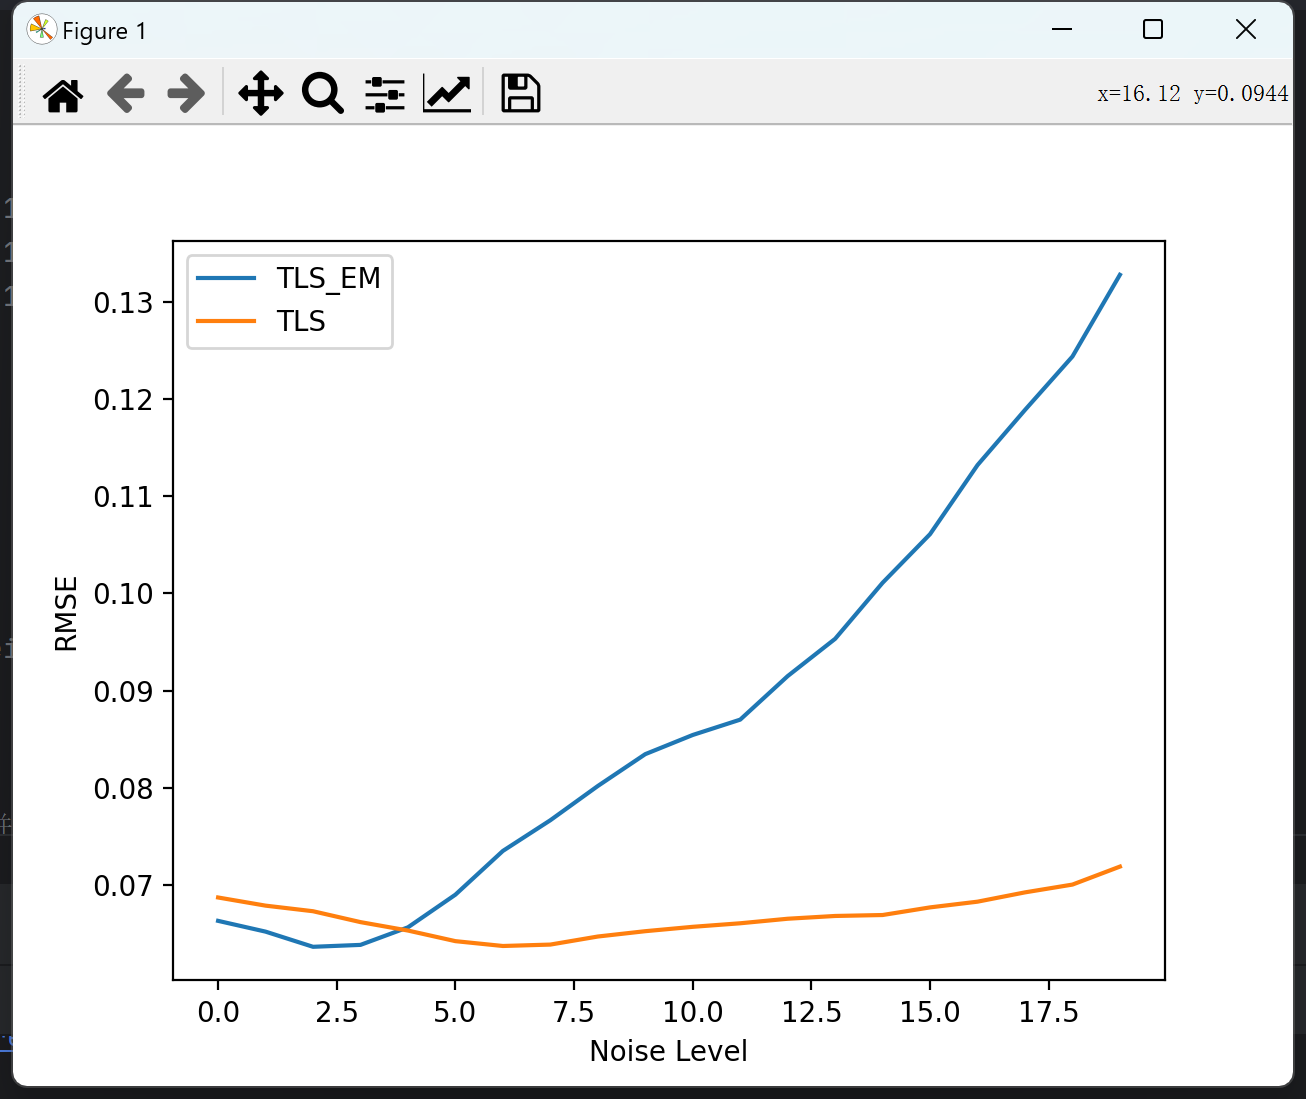 Figure 1
x=16.12 y=0.0944
TLS_EM
TLS
0.13
0.12
0.11
0.10
0.09
0.08
0.07
RMSE
0.0 2.5 5.0 7.5 10.0 12.5 15.0 17.5
Noise Level